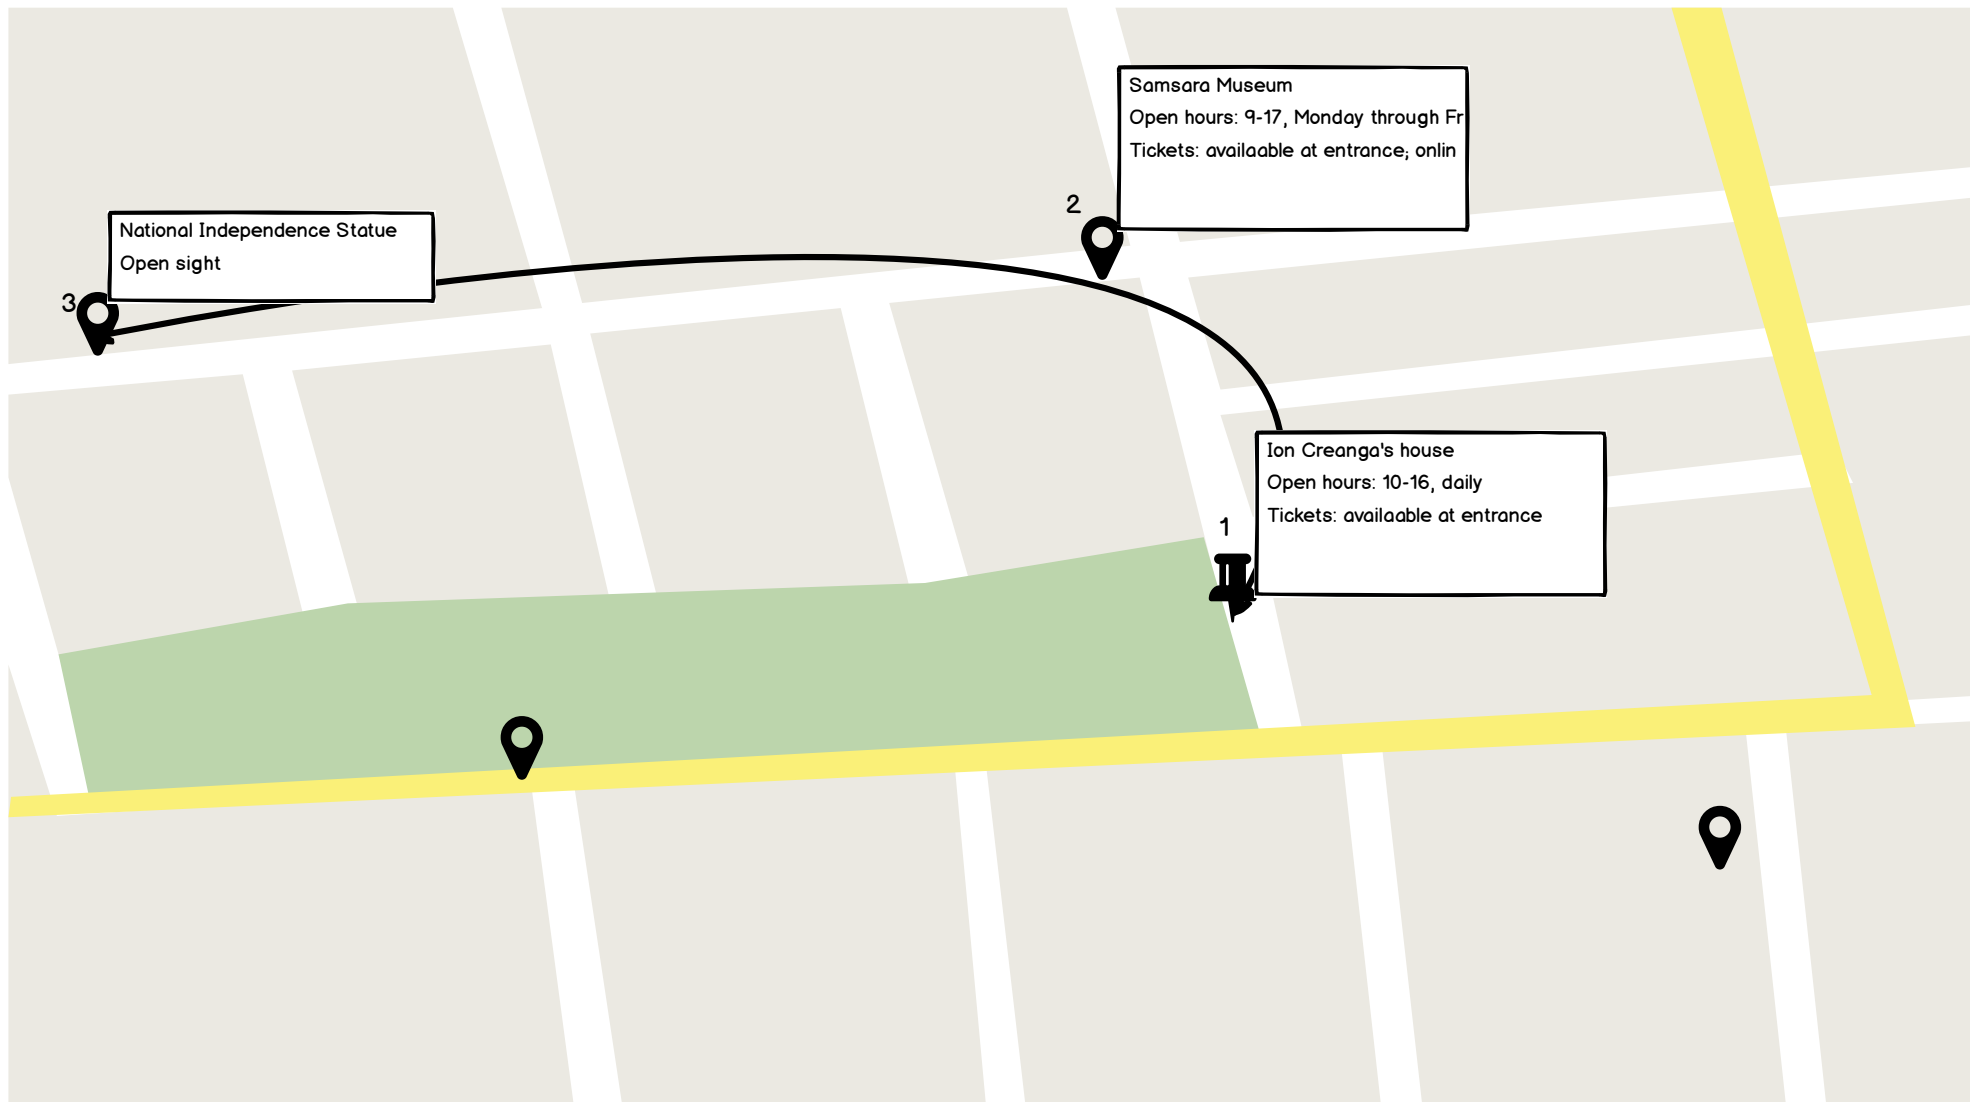 Samsara Museum
Open hours: 9-17, Monday through Fr
Tickets: availaable at entrance; onlin
2
National Independence Statue
Open sight
3
Ion Creanga's house
Open hours: 10-16, daily
Tickets: availaable at entrance
1